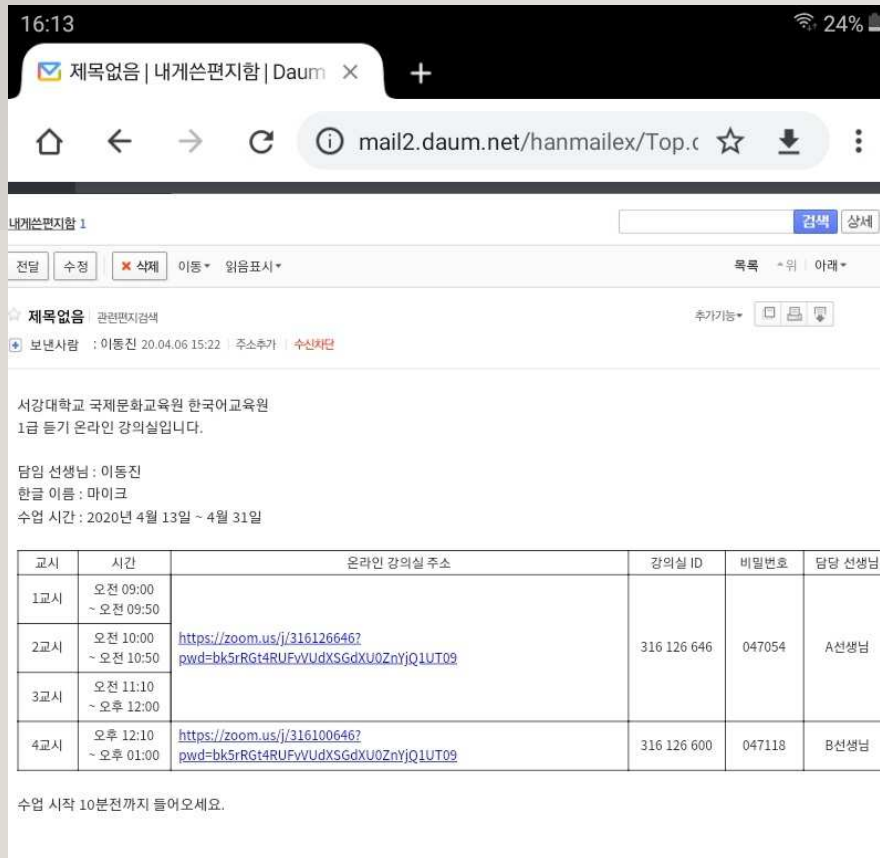 16:13
24%
제목없음 | 내게쓴편지함 | Daum
mail2.daum.net/hanmailex/Top.c
내게쓴편지함 1
검색 상세
전달 수정 삭제 이동 읽음표시 목록 위 아래
제목없음 관련편지검색 추가기능
보낸사람 : 이동진 20.04.06 15:22 주소추가 수신차단
서강대학교 국제문화교육원 한국어교육원
1급 듣기 온라인 강의실입니다.
담임 선생님 : 이동진
한글 이름 : 마이크
수업 시간 : 2020년 4월 13일 ~ 4월 31일
교시 시간 온라인 강의실 주소 강의실 ID 비밀번호 담당 선생님
1교시 오전 09:00
~ 오전 09:50
2교시 오전 10:00
~ 오전 10:50
https://zoom.us/j/316126646?
pwd=bk5rRGt4RUFvVUdXSGdXU0ZnYjQ1UT09
316 126 646 047054 A선생님
3교시 오전 11:10
~ 오후 12:00
4교시 오후 12:10
~ 오후 01:00
https://zoom.us/j/316100646?
pwd=bk5rRGt4RUFvVUdXSGdXU0ZnYjQ1UT09
316 126 600 047118 B선생님
수업 시작 10분전까지 들어오세요.